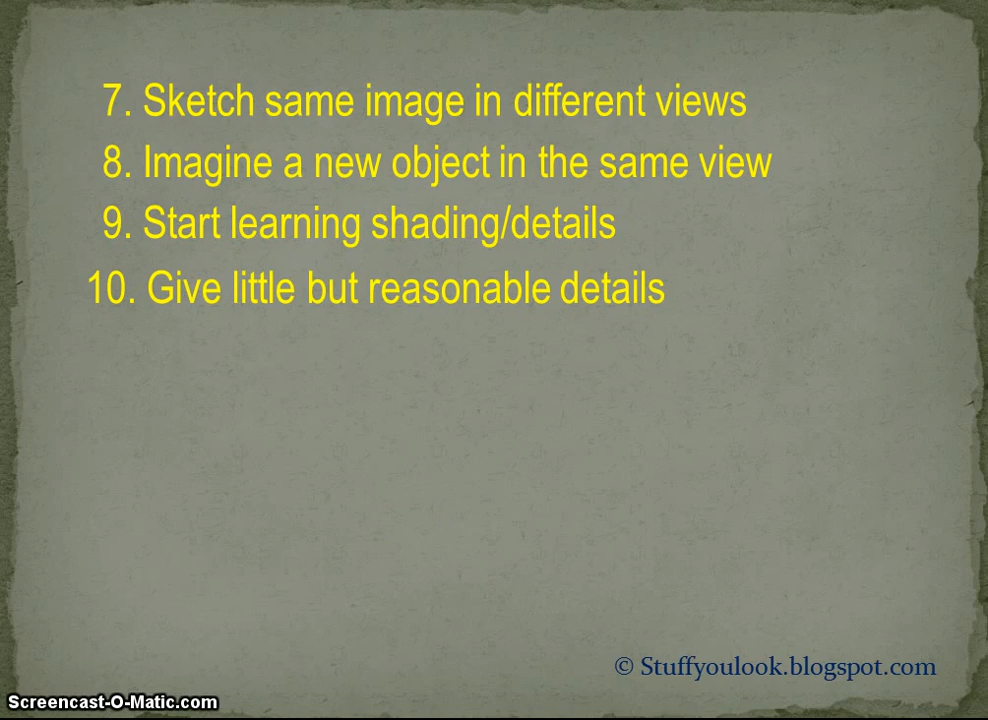 7. Sketch same image in different views
8. Imagine a new object in the same view
9. Start learning shading/details
10. Give little but reasonable details
© Stuffyoulook.blogspot.com
Screencast-O-Matic.com